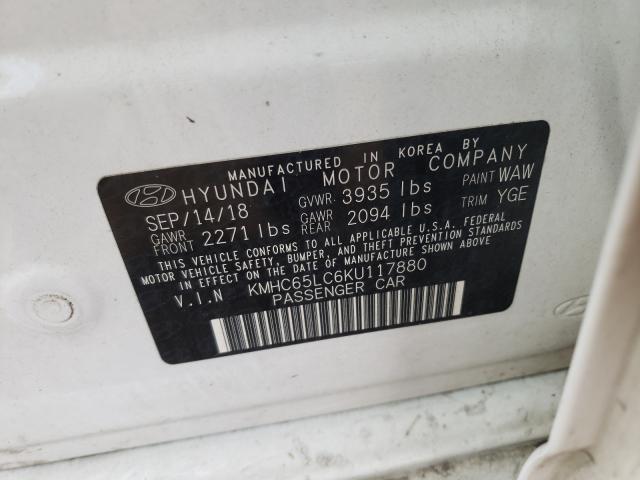 MANUFACTURED IN KOREA BY
HYUNDAI MOTOR COMPANY
SEP/14/18 GVWR: 3935 lbs PAINT WAW
GAWR FRONT 2271 lbs GAWR REAR 2094 lbs TRIM YGE
THIS VEHICLE CONFORMS TO ALL APPLICABLE U.S.A. FEDERAL
MOTOR VEHICLE SAFETY, BUMPER, AND THEFT PREVENTION STANDARDS
IN EFFECT ON THE DATE OF MANUFACTURE SHOWN ABOVE
V.I.N KMHC65LC6KU117880
PASSENGER CAR